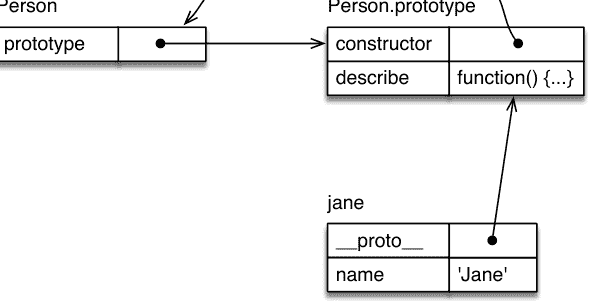 Person
prototype
Person.prototype
constructor
describe function() {...}
jane
__proto__
name 'Jane'